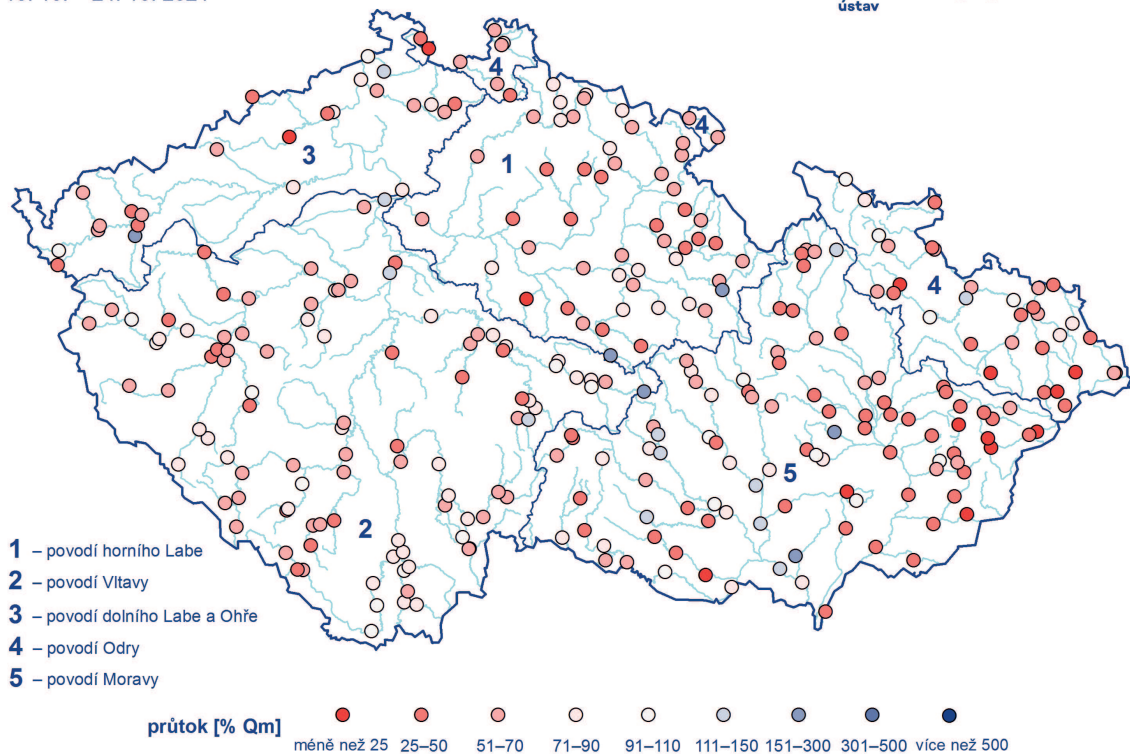 ústav
4
4
3
1
4
5
2
1 – povodí horního Labe
2 – povodí Vltavy
3 – povodí dolního Labe a Ohře
4 – povodí Odry
5 – povodí Moravy
průtok [% Qm]
méně než 25 25–50 51–70 71–90 91–110 111–150 151–300 301–500 více než 500